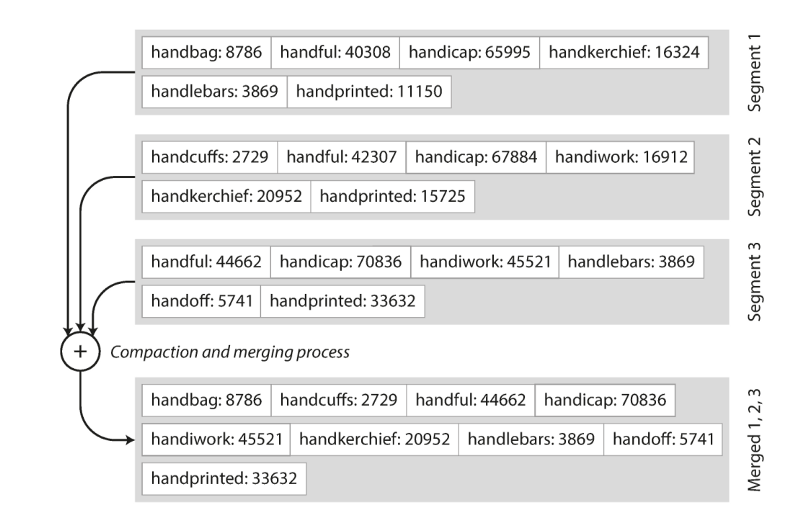 handbag: 8786 handful: 40308 handicap: 65995 handkerchief: 16324
handlebars: 3869 handprinted: 11150
Segment 1
handcuffs: 2729 handful: 42307 handicap: 67884 handiwork: 16912
handkerchief: 20952 handprinted: 15725
Segment 2
handful: 44662 handicap: 70836 handiwork: 45521 handlebars: 3869
handoff: 5741 handprinted: 33632
Segment 3
+ Compaction and merging process
handbag: 8786 handcuffs: 2729 handful: 44662 handicap: 70836
handiwork: 45521 handkerchief: 20952 handlebars: 3869 handoff: 5741
handprinted: 33632
Merged 1, 2, 3